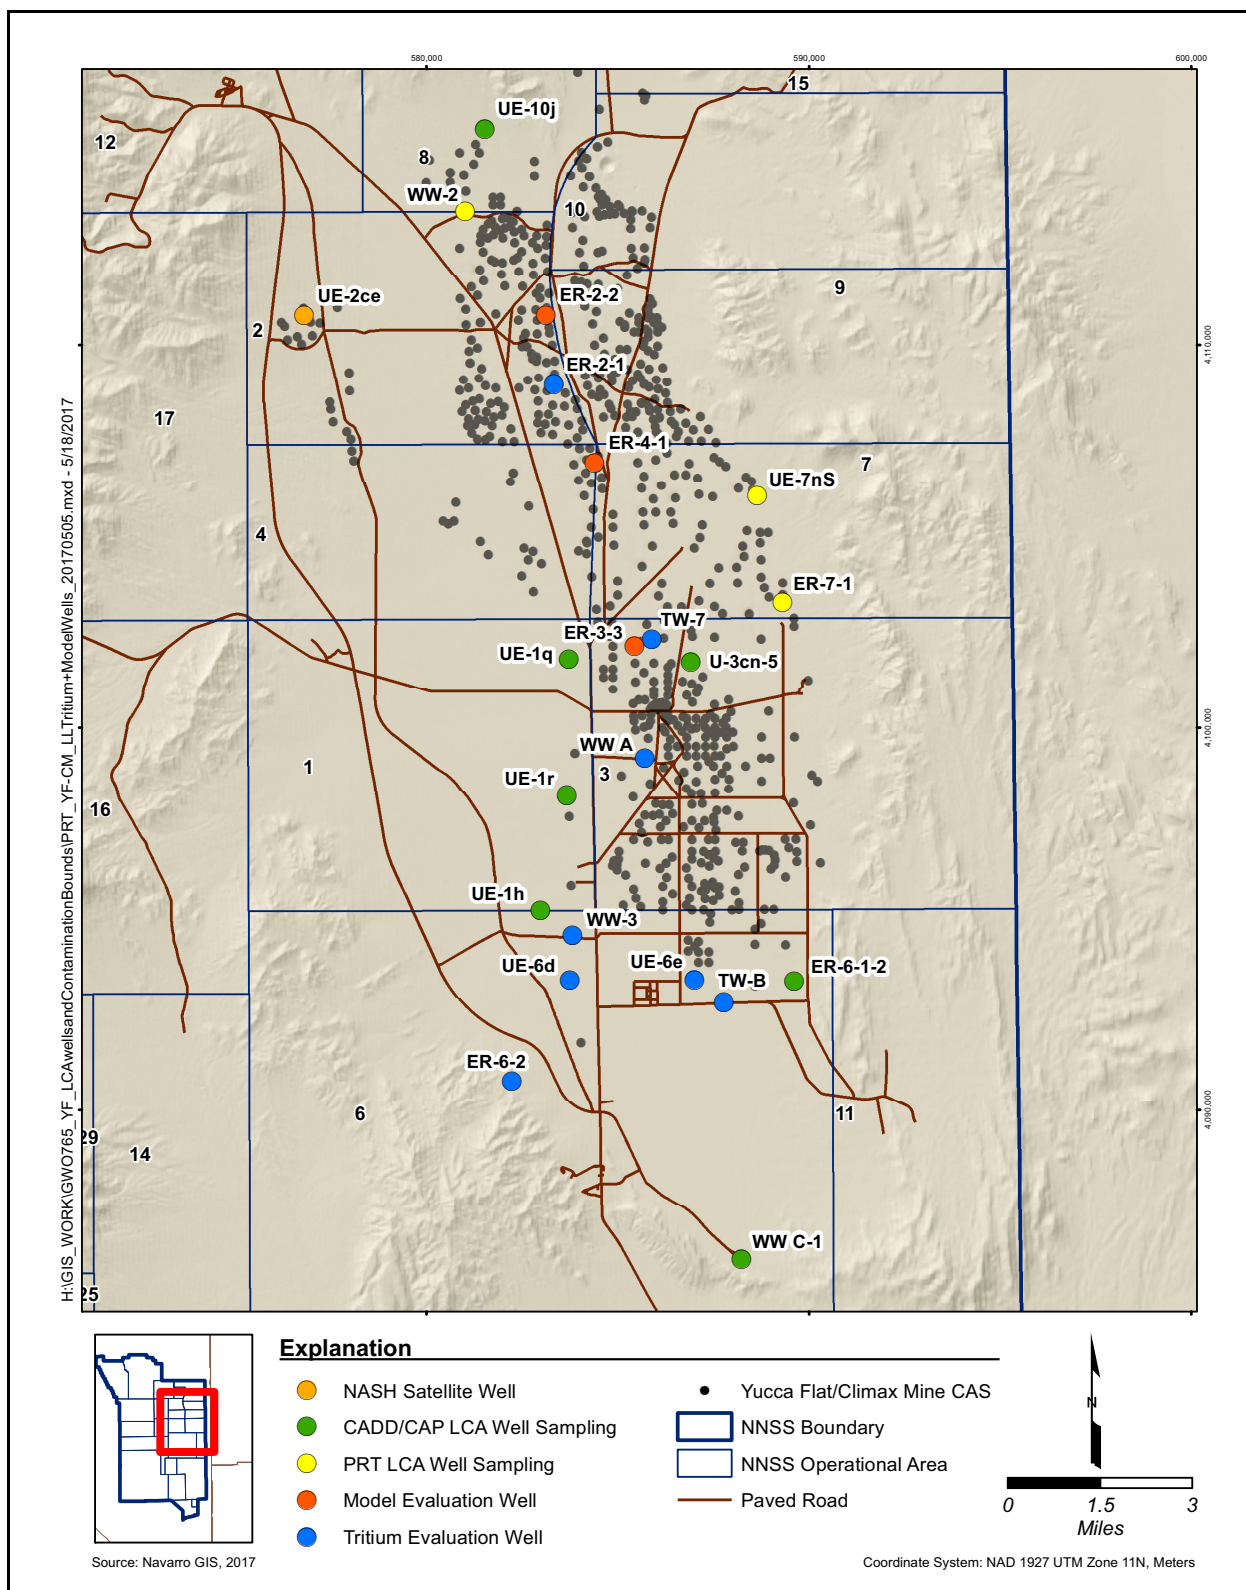 580,000
590,000
600,000
15
UE-10j
12
8
WW-2
10
9
UE-2ce
ER-2-2
2
4,110,000
ER-2-1
17
ER-4-1
7
UE-7nS
4
ER-7-1
TW-7
ER-3-3
UE-1q
U-3cn-5
4,100,000
WW A
1
3
UE-1r
16
UE-1h
WW-3
UE-6d
UE-6e
ER-6-1-2
TW-B
ER-6-2
6
11
4,090,000
29
14
WW C-1
25
H:\GIS_WORK\GWO765_YF_LCAwellsandContaminationBounds\PRT_YF-CM_LLTritium+ModelWells_20170505.mxd - 5/18/2017
Explanation
NASH Satellite Well
CADD/CAP LCA Well Sampling
PRT LCA Well Sampling
Model Evaluation Well
Tritium Evaluation Well
Yucca Flat/Climax Mine CAS
NNSS Boundary
NNSS Operational Area
Paved Road
N
0 1.5 3
Miles
Source: Navarro GIS, 2017
Coordinate System: NAD 1927 UTM Zone 11N, Meters